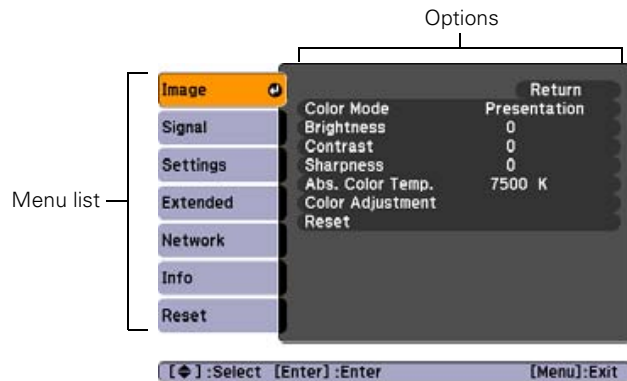 Options
Menu list
Image
Signal
Settings
Extended
Network
Info
Reset
Return
Color Mode Presentation
Brightness 0
Contrast 0
Sharpness 0
Abs. Color Temp. 7500 K
Color Adjustment
Reset
[◆] :Select [Enter] :Enter [Menu]:Exit